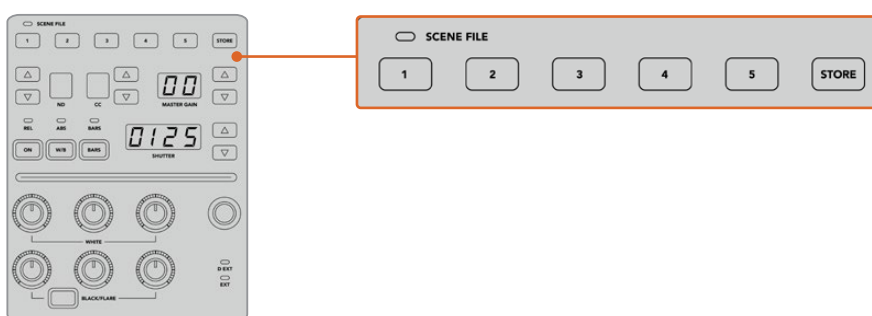 SCENE FILE
1 2 3 4 5 STORE
ND CC 00 MASTER GAIN
REL ABS BARS
ON W/B BARS 0125
SHUTTER
WHITE
D EXT
EXT
BLACK/FLARE
SCENE FILE
1 2 3 4 5 STORE